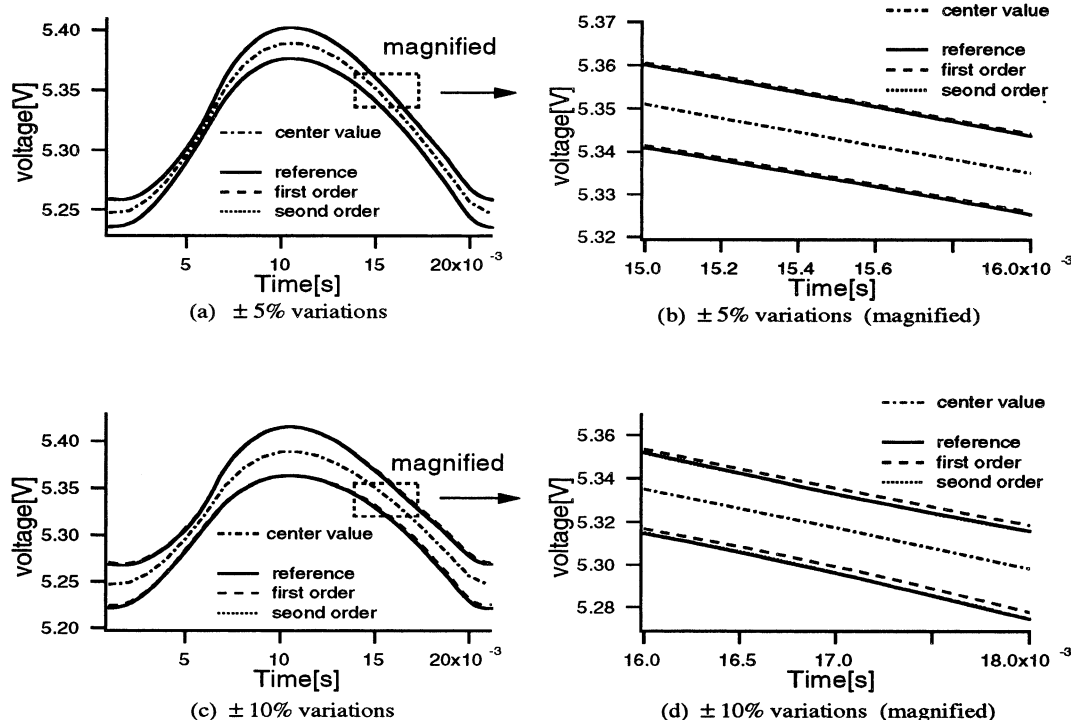 5.40
5.35
5.30
5.25
voltage[V]
magnified
center value
reference
first order
seond order
5
10
15
20x10 -3
Time[s]
(a) ± 5% variations
5.37
5.36
5.35
5.34
5.33
5.32
voltage[V]
center value
reference
first order
seond order
15.0
15.2
15.4
15.6
16.0x10 -3
Time[s]
(b) ± 5% variations (magnified)
5.40
5.35
5.30
5.25
5.20
voltage[V]
magnified
center value
reference
first order
seond order
5
10
15
20x10 -3
Time[s]
(c) ± 10% variations
5.36
5.34
5.32
5.30
5.28
voltage[V]
center value
reference
first order
seond order
16.0
16.5
17.0
18.0x10 -3
Time[s]
(d) ± 10% variations (magnified)